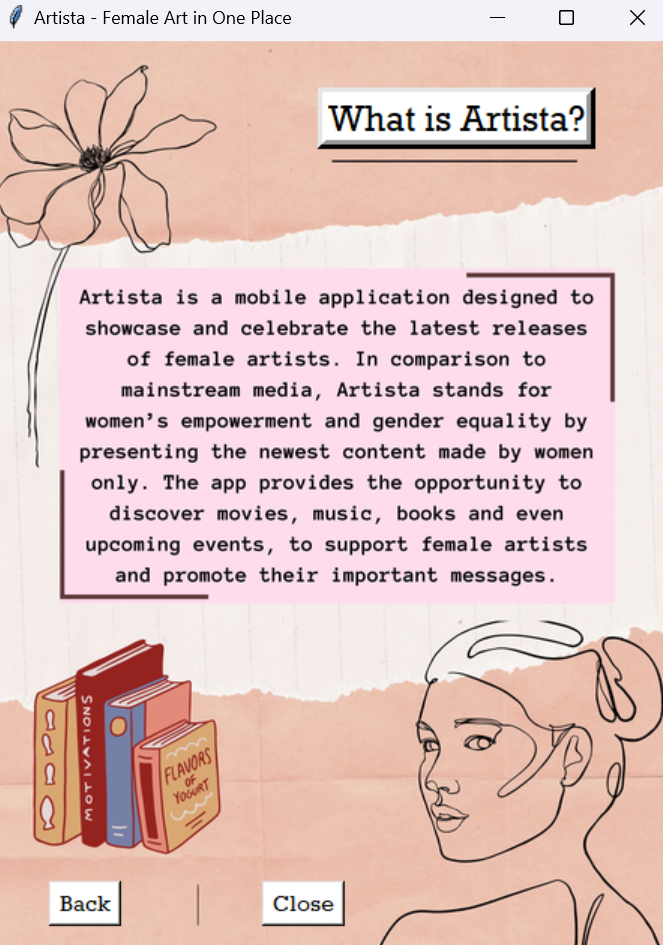 Artista - Female Art in One Place
What is Artista?
Artista is a mobile application designed to
showcase and celebrate the latest releases
of female artists. In comparison to
mainstream media, Artista stands for
women’s empowerment and gender equality by
presenting the newest content made by women
only. The app provides the opportunity to
discover movies, music, books and even
upcoming events, to support female artists
and promote their important messages.
MOTIVATIONS
FLAVORS
OF
YOGURT
Back
Close